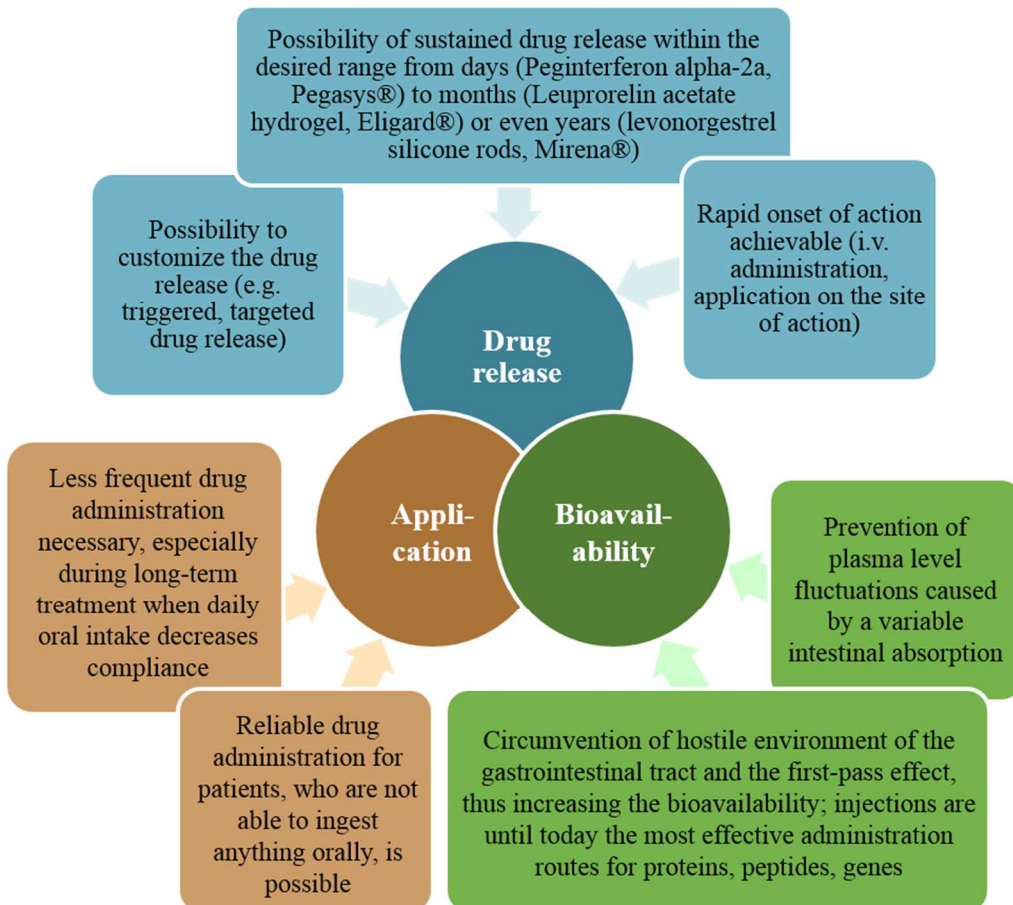 Possibility of sustained drug release within the
desired range from days (Peginterferon alpha-2a,
Pegasys®) to months (Leuprorelin acetate
hydrogel, Eligard®) or even years (levonorgestrel
silicone rods, Mirena®)
Possibility to
customize the drug
release (e.g.
triggered, targeted
drug release)
Rapid onset of action
achievable (i.v.
administration,
application on the site
of action)
Drug
release
Less frequent drug
administration
necessary, especially
during long-term
treatment when daily
oral intake decreases
compliance
Appli-
cation
Bioavail-
ability
Prevention of
plasma level
fluctuations caused
by a variable
intestinal absorption
Reliable drug
administration for
patients, who are not
able to ingest
anything orally, is
possible
Circumvention of hostile environment of the
gastrointestinal tract and the first-pass effect,
thus increasing the bioavailability; injections are
until today the most effective administration
routes for proteins, peptides, genes